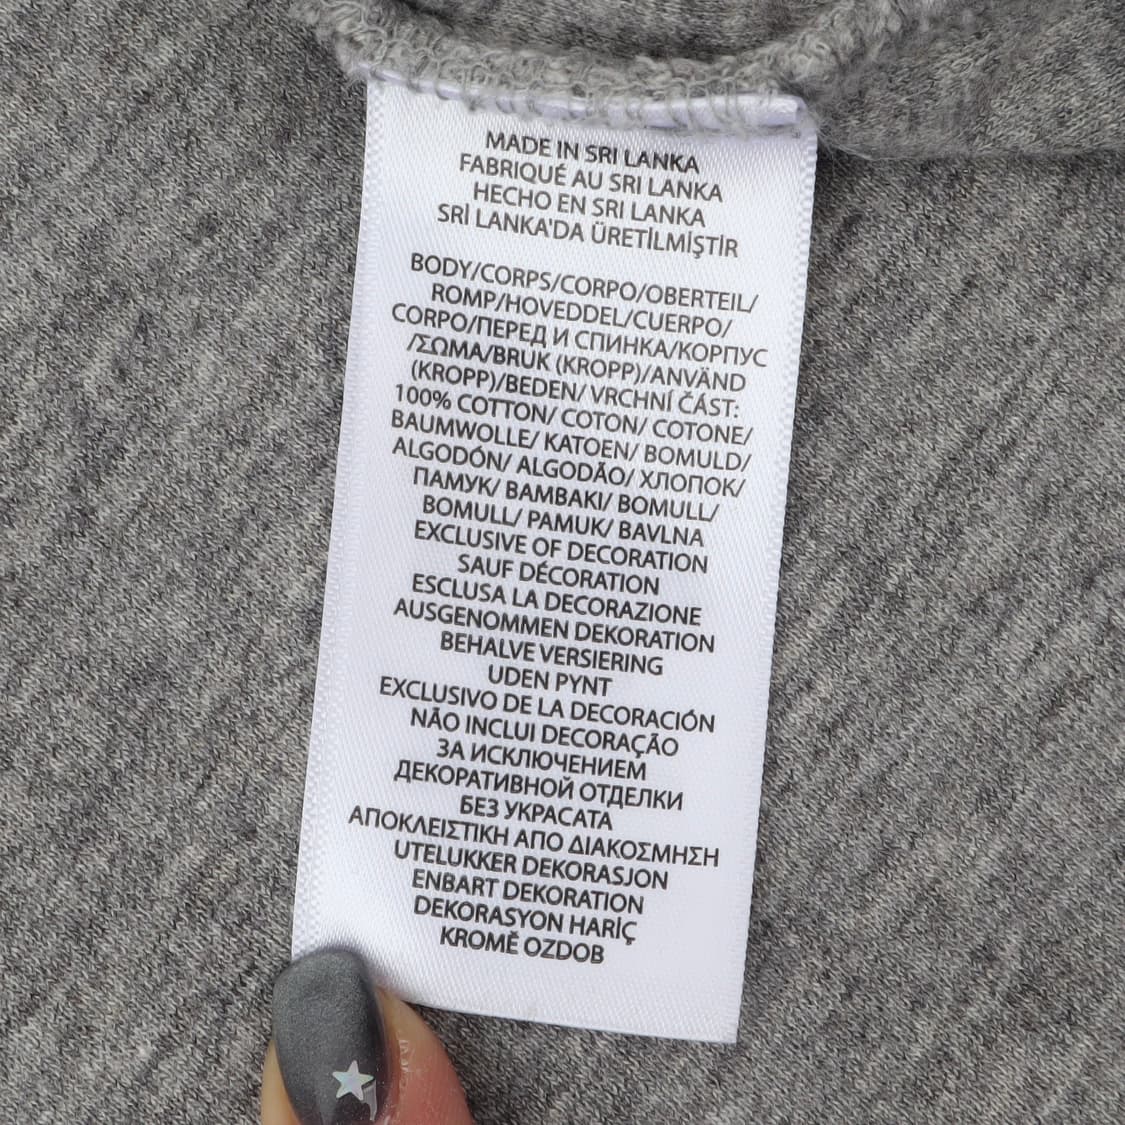 MADE IN SRI LANKA
FABRIQUÉ AU SRI LANKA
HECHO EN SRI LANKA
SRİ LANKA'DA ÜRETİLMİŞTİR
BODY/CORPS/CORPO/OBERTEIL/
ROMP/HOVEDDEL/CUERPO/
CORPO/ПЕРЕД И СПИНКА/КОРПУС
/ΣΩΜΑ/BRUK (KROPP)/ANVÄND
(KROPP)/BEDEN/ VRCHNÍ ČÁST:
100% COTTON/ COTON/ COTONE/
BAUMWOLLE/ KATOEN/ BOMULD/
ALGODÓN/ ALGODÃO/ ХЛОПОК/
ПАМУК/ ΒΑΜΒΑΚΙ/ BOMULL/
BOMULL/ PAMUK/ BAVLNA
EXCLUSIVE OF DECORATION
SAUF DÉCORATION
ESCLUSA LA DECORAZIONE
AUSGENOMMEN DEKORATION
BEHALVE VERSIERING
UDEN PYNT
EXCLUSIVO DE LA DECORACIÓN
NÃO INCLUI DECORAÇÃO
ЗА ИСКЛЮЧЕНИЕМ
ДЕКОРАТИВНОЙ ОТДЕЛКИ
БЕЗ УКРАСАТА
ΑΠΟΚΛΕΙΣΤΙΚΗ ΑΠΟ ΔΙΑΚΟΣΜΗΣΗ
UTELUKKER DEKORASJON
ENBART DEKORATION
DEKORASYON HARİÇ
KROMĚ OZDOB